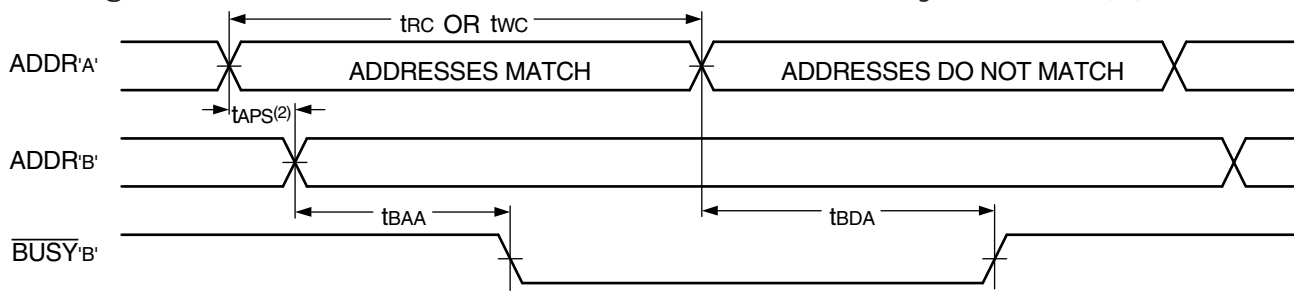 tRC OR tWC
ADDR'A' ADDRESSES MATCH ADDRESSES DO NOT MATCH
tAPS(2)
ADDR'B'
tBAA tBDA
BUSY'B'